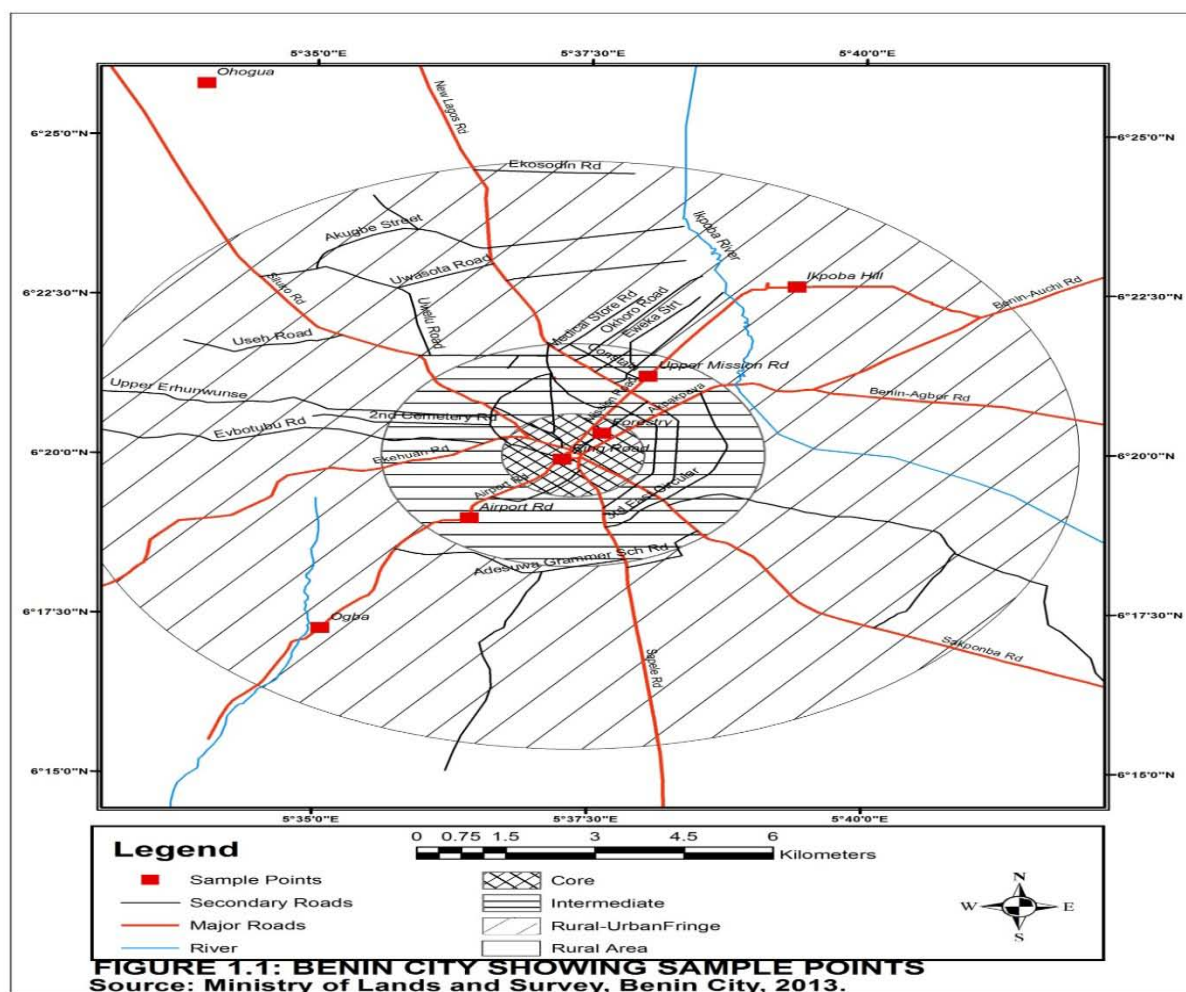 5°35'0"E 5°37'30"E 5°40'0"E
Ohogua
New Lagos Rd
6°25'0"N 6°25'0"N
Ekosodin Rd
Akugbe Street
Ikpoba River
Uwasota Road
Ikpoba Hill
Siluko Rd
6°22'30"N 6°22'30"N
Benin-Auchi Rd
Uwelu Road
Medical Store Rd
Okhoro Road
Eweka Strt
Useh Road
Upper Mission Rd
Upper Erhunwunse
Benin-Agbor Rd
Mission Road
Akpakpava
2nd Cemetery Rd
Forestry
Evbotubu Rd
6°20'0"N 6°20'0"N
Ring Road
Ekehuan Rd
Airport Rd
3rd East Circular
Airport Rd
Adesuwa Grammer Sch Rd
6°17'30"N 6°17'30"N
Ogba
Sapele Rd
Sakponba Rd
6°15'0"N 6°15'0"N
5°35'0"E 5°37'30"E 5°40'0"E
Legend
0 0.75 1.5 3 4.5 6
Kilometers
Sample Points
Secondary Roads
Major Roads
River
Core
Intermediate
Rural-UrbanFringe
Rural Area
N
W E
S
FIGURE 1.1: BENIN CITY SHOWING SAMPLE POINTS
Source: Ministry of Lands and Survey, Benin City, 2013.